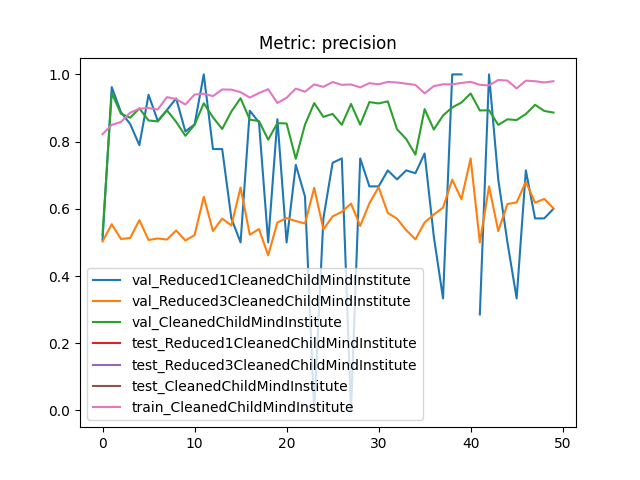 Metric: precision
1.0
0.8
0.6
0.4
0.2
0.0
val_Reduced1CleanedChildMindInstitute
val_Reduced3CleanedChildMindInstitute
val_CleanedChildMindInstitute
test_Reduced1CleanedChildMindInstitute
test_Reduced3CleanedChildMindInstitute
test_CleanedChildMindInstitute
train_CleanedChildMindInstitute
0 10 20 30 40 50